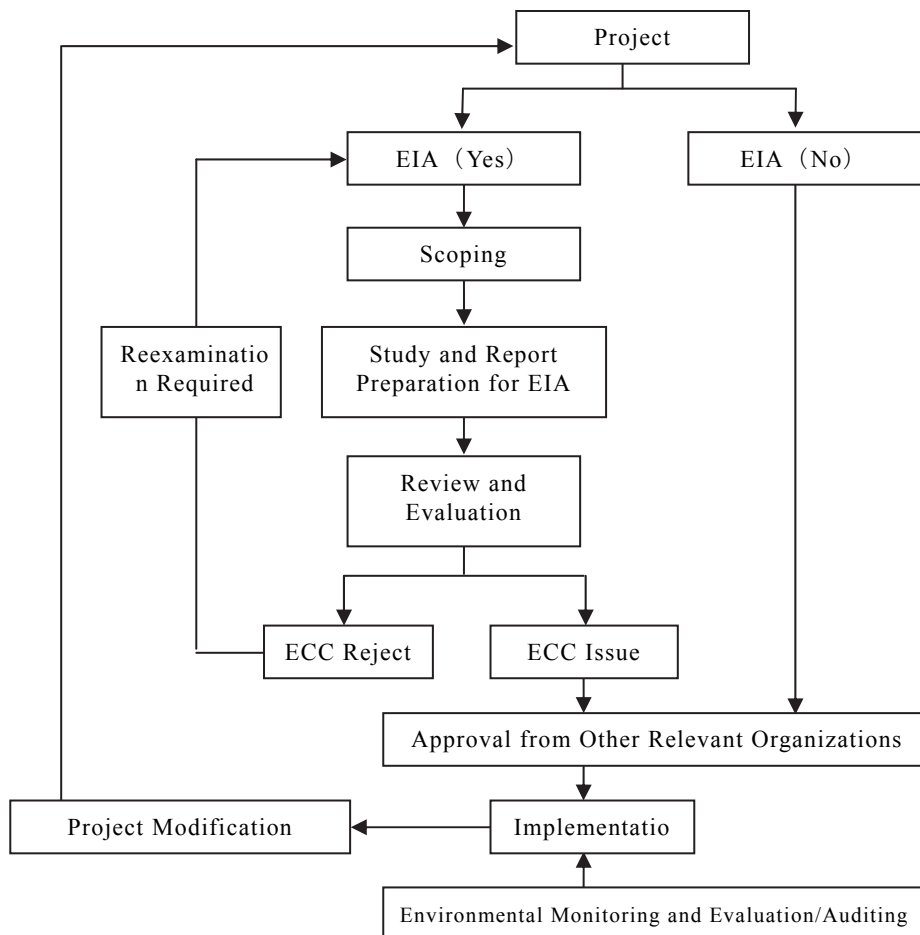 Project
EIA（Yes）
EIA（No）
Scoping
Reexaminatio
n Required
Study and Report
Preparation for EIA
Review and
Evaluation
ECC Reject
ECC Issue
Approval from Other Relevant Organizations
Project Modification
Implementatio
Environmental Monitoring and Evaluation/Auditing